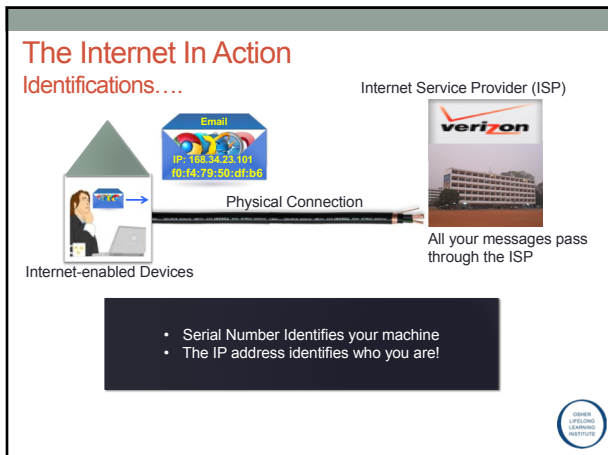 The Internet In Action
Identifications….
Internet Service Provider (ISP)
Email
IP: 168.34.23.101
f0:f4:79:50:df:b6
verizon
Physical Connection
All your messages pass
through the ISP
Internet-enabled Devices
• Serial Number Identifies your machine
• The IP address identifies who you are!
OSHER
LIFELONG
LEARNING
INSTITUTE